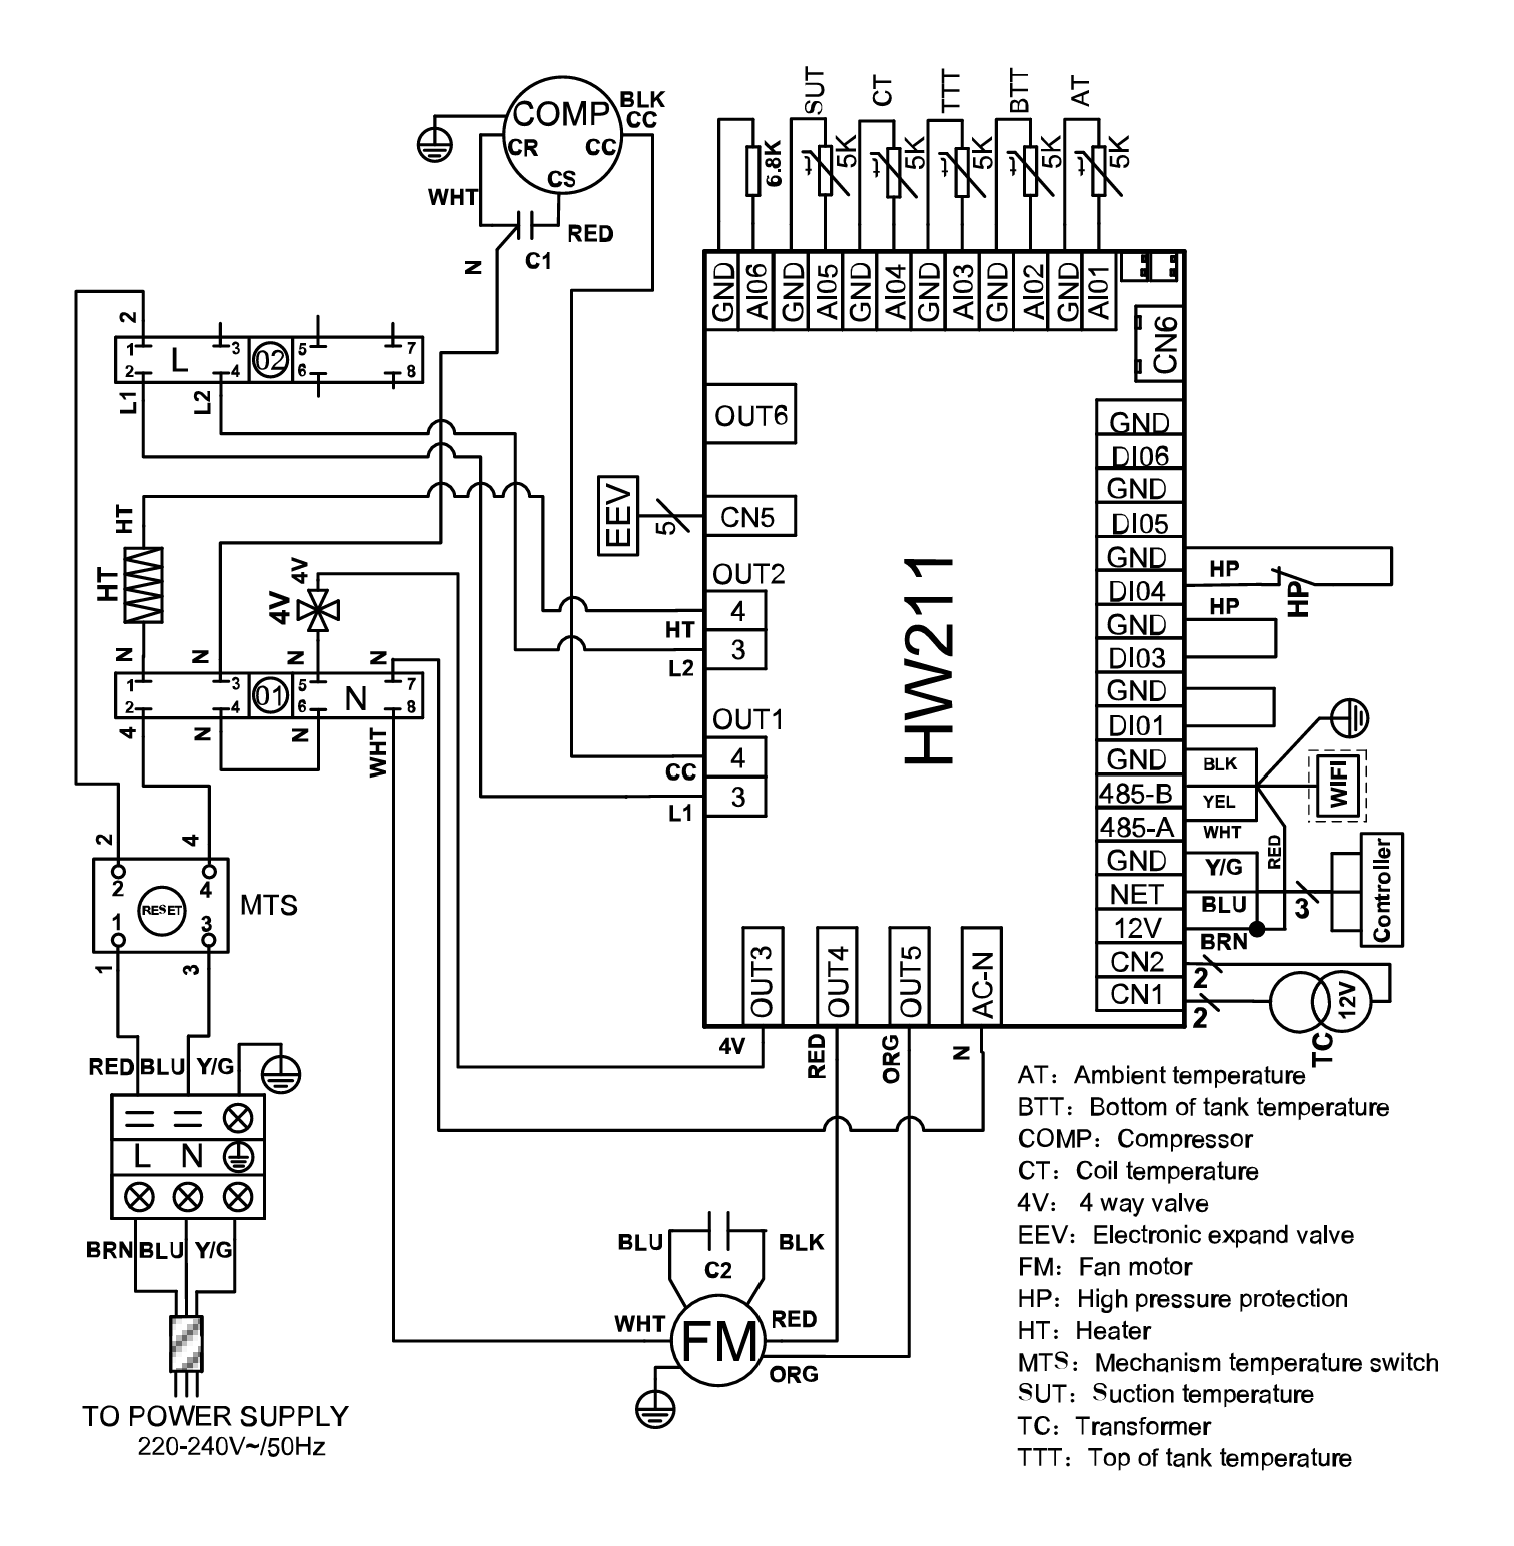 SUT
CT
TTT
BTT
AT
COMP
BLK
CC
CR
CC
CS
WHT
RED
C1
N
6.8K
5K
5K
5K
5K
5K
t
t
t
t
t
GND
AI06
GND
AI05
GND
AI04
GND
AI03
GND
AI02
GND
AI01
CN6
2
1
2
L
3
4
02
5
6
7
8
L1
L2
OUT6
EEV
5
CN5
HT
HT
N
N
4V
4V
N
N
OUT2
4
3
HT
L2
OUT1
4
3
CC
L1
HW211
1
2
3
4
01
5
6
N
7
8
4
N
N
WHT
GND
DI06
GND
DI05
GND
DI04
GND
DI03
GND
DI01
GND
485-B
485-A
GND
NET
12V
CN2
CN1
HP
HP
HP
BLK
YEL
WHT
RED
WIFI
Y/G
BLU
BRN
3
Controller
2
2
12V
TC
2
4
2
4
RESET
1
3
MTS
1
3
OUT3
OUT4
OUT5
AC-N
4V
RED
ORG
N
RED
BLU
Y/G
L
N
BRN
BLU
Y/G
TO POWER SUPPLY
220-240V~/50Hz
BLU
BLK
C2
WHT
FM
RED
ORG
AT: Ambient temperature
BTT: Bottom of tank temperature
COMP: Compressor
CT: Coil temperature
4V: 4 way valve
EEV: Electronic expand valve
FM: Fan motor
HP: High pressure protection
HT: Heater
MTS: Mechanism temperature switch
SUT: Suction temperature
TC: Transformer
TTT: Top of tank temperature